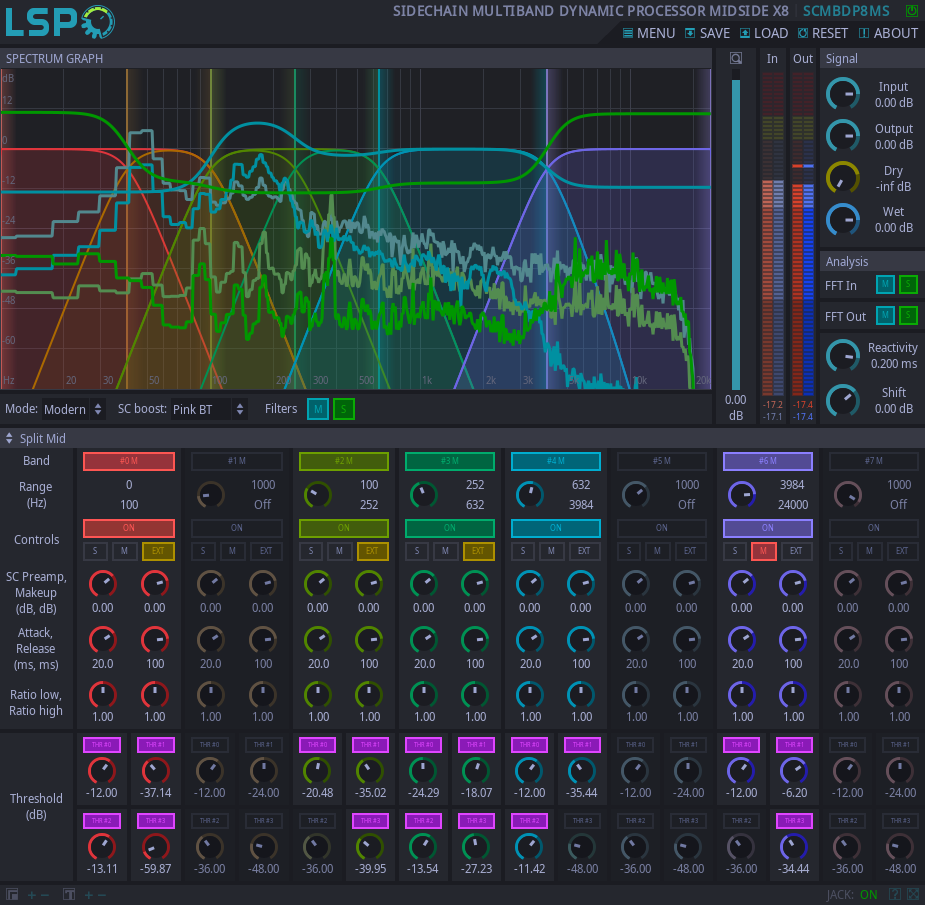 LSP
SIDECHAIN MULTIBAND DYNAMIC PROCESSOR MIDSIDE X8 SCMBDP8MS
MENU SAVE LOAD RESET ABOUT
SPECTRUM GRAPH
dB
12
0
-12
-24
-36
-48
-60
Hz 20 30 50 100 200 300 500 1k 2k 3k 10k 20k
0.00
dB
In Out
-17.2 -17.4
-17.1 -17.4
Signal
Input
0.00 dB
Output
0.00 dB
Dry
-inf dB
Wet
0.00 dB
Analysis
FFT In M S
FFT Out M S
Reactivity
0.200 ms
Shift
0.00 dB
Mode: Modern SC boost: Pink BT Filters M S
Split Mid
Band #0 M #1 M #2 M #3 M #4 M #5 M #6 M #7 M
Range
(Hz)
0 1000 100 252 632 1000 3984 1000
100 Off 252 632 3984 Off 24000 Off
Controls
ON ON ON ON ON ON ON ON
S M EXT S M EXT S M EXT S M EXT S M EXT S M EXT S M EXT S M EXT
SC Preamp,
Makeup
(dB, dB)
0.00 0.00 0.00 0.00 0.00 0.00 0.00 0.00 0.00 0.00 0.00 0.00 0.00 0.00 0.00 0.00
Attack,
Release
(ms, ms)
20.0 100 20.0 100 20.0 100 20.0 100 20.0 100 20.0 100 20.0 100 20.0 100
Ratio low,
Ratio high
1.00 1.00 1.00 1.00 1.00 1.00 1.00 1.00 1.00 1.00 1.00 1.00 1.00 1.00 1.00 1.00
Threshold
(dB)
THR #0 THR #1 THR #0 THR #1 THR #0 THR #1 THR #0 THR #1 THR #0 THR #1 THR #0 THR #1 THR #0 THR #1 THR #0 THR #1
-12.00 -37.14 -12.00 -24.00 -20.48 -35.02 -24.29 -18.07 -12.00 -35.44 -12.00 -24.00 -12.00 -6.20 -12.00 -24.00
THR #2 THR #3 THR #2 THR #3 THR #2 THR #3 THR #2 THR #3 THR #2 THR #3 THR #2 THR #3 THR #2 THR #3 THR #2 THR #3
-13.11 -59.87 -36.00 -48.00 -36.00 -39.95 -13.54 -27.23 -11.42 -48.00 -36.00 -48.00 -36.00 -34.44 -36.00 -48.00
JACK: ON